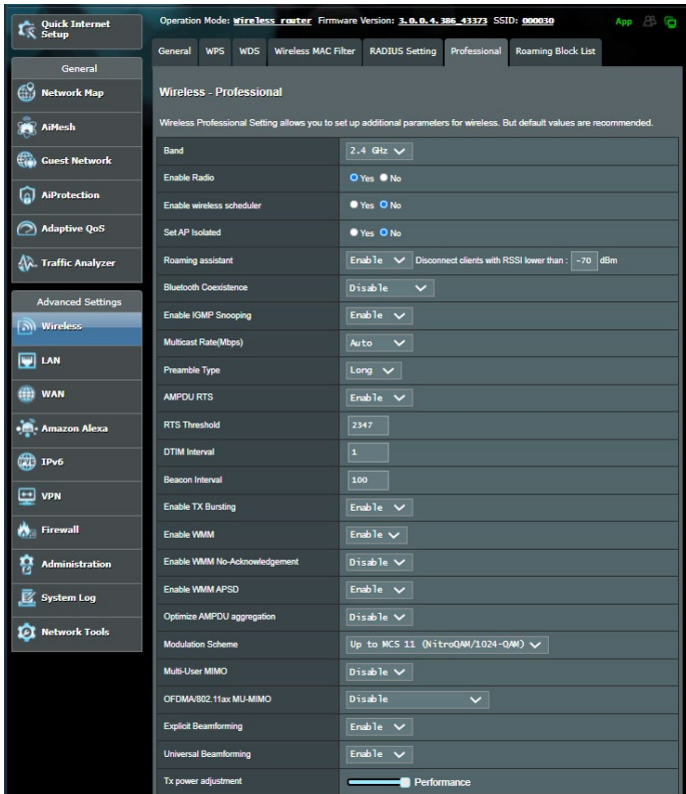 Quick Internet
Setup
Operation Mode: Wireless router Firmware Version: 3.0.0.4.386_43373 SSID: 000030
App
General
WPS
WDS
Wireless MAC Filter
RADIUS Setting
Professional
Roaming Block List
General
Network Map
AiMesh
Guest Network
AiProtection
Adaptive QoS
Traffic Analyzer
Advanced Settings
Wireless
LAN
WAN
Amazon Alexa
IPv6
VPN
Firewall
Administration
System Log
Network Tools
Wireless - Professional
Wireless Professional Setting allows you to set up additional parameters for wireless. But default values are recommended.
Band 2.4 GHz
Enable Radio Yes No
Enable wireless scheduler Yes No
Set AP Isolated Yes No
Roaming assistant Enable Disconnect clients with RSSI lower than : -70 dBm
Bluetooth Coexistence Disable
Enable IGMP Snooping Enable
Multicast Rate(Mbps) Auto
Preamble Type Long
AMPDU RTS Enable
RTS Threshold 2347
DTIM Interval 1
Beacon Interval 100
Enable TX Bursting Enable
Enable WMM Enable
Enable WMM No-Acknowledgement Disable
Enable WMM APSD Enable
Optimize AMPDU aggregation Disable
Modulation Scheme Up to MCS 11 (NitroQAM/1024-QAM)
Multi-User MIMO Disable
OFDMA/802.11ax MU-MIMO Disable
Explicit Beamforming Enable
Universal Beamforming Enable
Tx power adjustment Performance